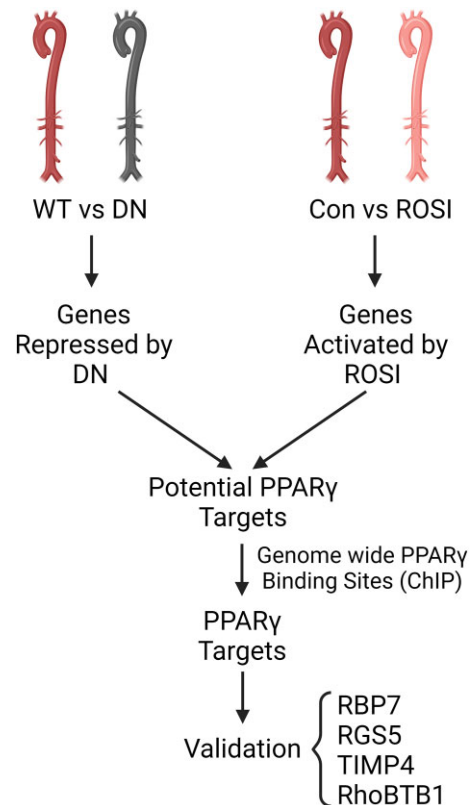 WT vs DN
Con vs ROSI
Genes
Repressed by
DN
Genes
Activated by
ROSI
Potential PPARγ
Targets
Genome wide PPARγ
Binding Sites (ChIP)
PPARγ
Targets
Validation
RBP7
RGS5
TIMP4
RhoBTB1